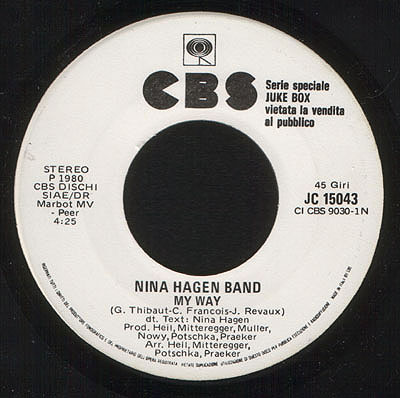 CBS
Serie speciale
JUKE BOX
vietata la vendita
al pubblico
STEREO
P 1980
CBS DISCHI
SIAE/DR
Marbot MV
- Peer
4:25
45 Giri
JC 15043
CI CBS 9030-1N
NINA HAGEN BAND
MY WAY
(G. Thibaut-C. Francois-J. Revaux)
dt. Text: Nina Hagen
Prod. Heil, Mitteregger, Muller,
Nowy, Potschka, Praeker
Arr. Heil, Mitteregger,
Potschka, Praeker